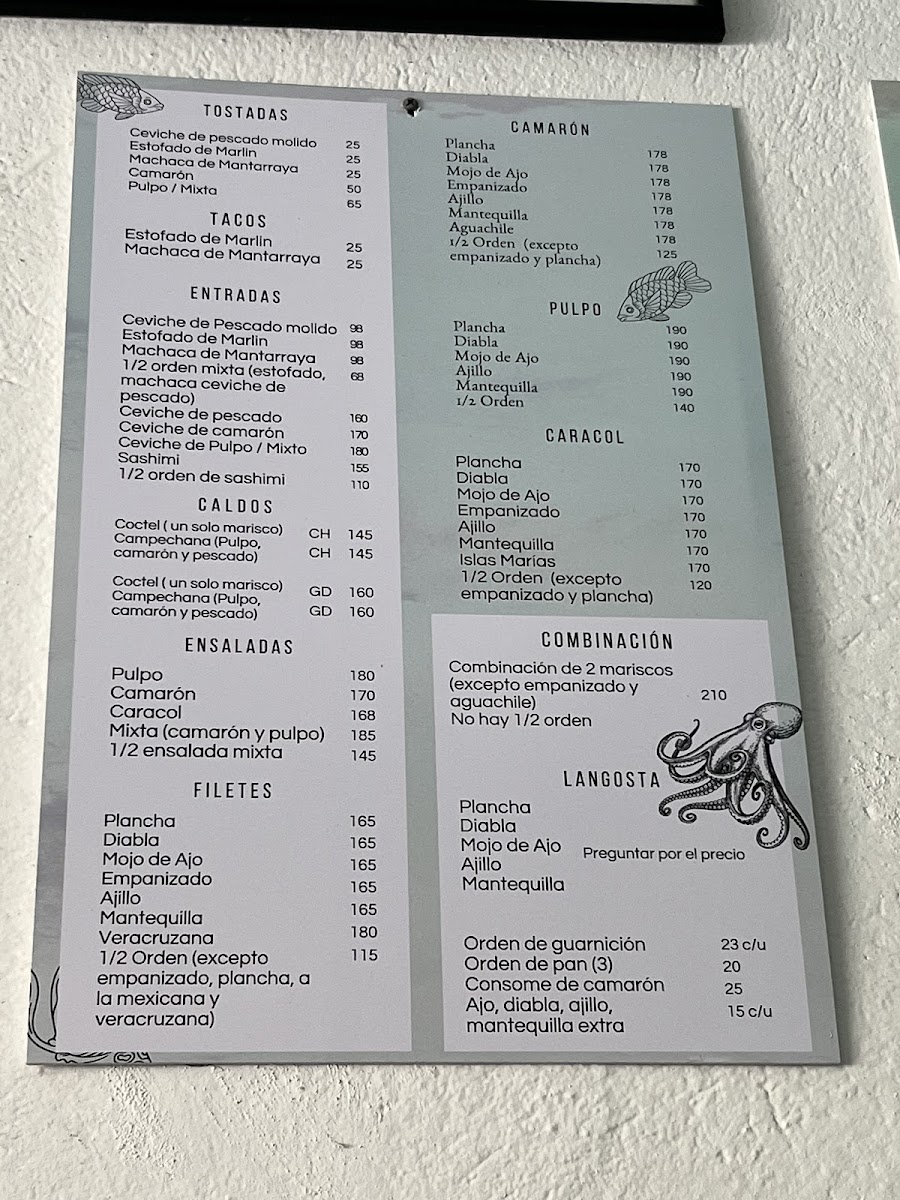 TOSTADAS
Ceviche de pescado molido 25
Estofado de Marlin 25
Machaca de Mantarraya 25
Camarón 50
Pulpo / Mixta 65
TACOS
Estofado de Marlin 25
Machaca de Mantarraya 25
ENTRADAS
Ceviche de Pescado molido 98
Estofado de Marlin 98
Machaca de Mantarraya 98
1/2 orden mixta (estofado, 68
machaca ceviche de
pescado)
Ceviche de pescado 160
Ceviche de camarón 170
Ceviche de Pulpo / Mixto 180
Sashimi 155
1/2 orden de sashimi 110
CALDOS
Coctel ( un solo marisco) CH 145
Campechana (Pulpo, CH 145
camarón y pescado)
Coctel ( un solo marisco) GD 160
Campechana (Pulpo, GD 160
camarón y pescado)
ENSALADAS
Pulpo 180
Camarón 170
Caracol 168
Mixta (camarón y pulpo) 185
1/2 ensalada mixta 145
FILETES
Plancha 165
Diabla 165
Mojo de Ajo 165
Empanizado 165
Ajillo 165
Mantequilla 180
Veracruzana 115
1/2 Orden (excepto
empanizado, plancha, a
la mexicana y
veracruzana)
CAMARÓN
Plancha 178
Diabla 178
Mojo de Ajo 178
Empanizado 178
Ajillo 178
Mantequilla 178
Aguachile 178
1/2 Orden (excepto 125
empanizado y plancha)
PULPO
Plancha 190
Diabla 190
Mojo de Ajo 190
Ajillo 190
Mantequilla 190
1/2 Orden 140
CARACOL
Plancha 170
Diabla 170
Mojo de Ajo 170
Empanizado 170
Ajillo 170
Mantequilla 170
Islas Marías 170
1/2 Orden (excepto 120
empanizado y plancha)
COMBINACIÓN
Combinación de 2 mariscos
(excepto empanizado y 210
aguachile)
No hay 1/2 orden
LANGOSTA
Plancha
Diabla
Mojo de Ajo Preguntar por el precio
Ajillo
Mantequilla
Orden de guarnición 23 c/u
Orden de pan (3) 20
Consome de camarón 25
Ajo, diabla, ajillo, 15 c/u
mantequilla extra